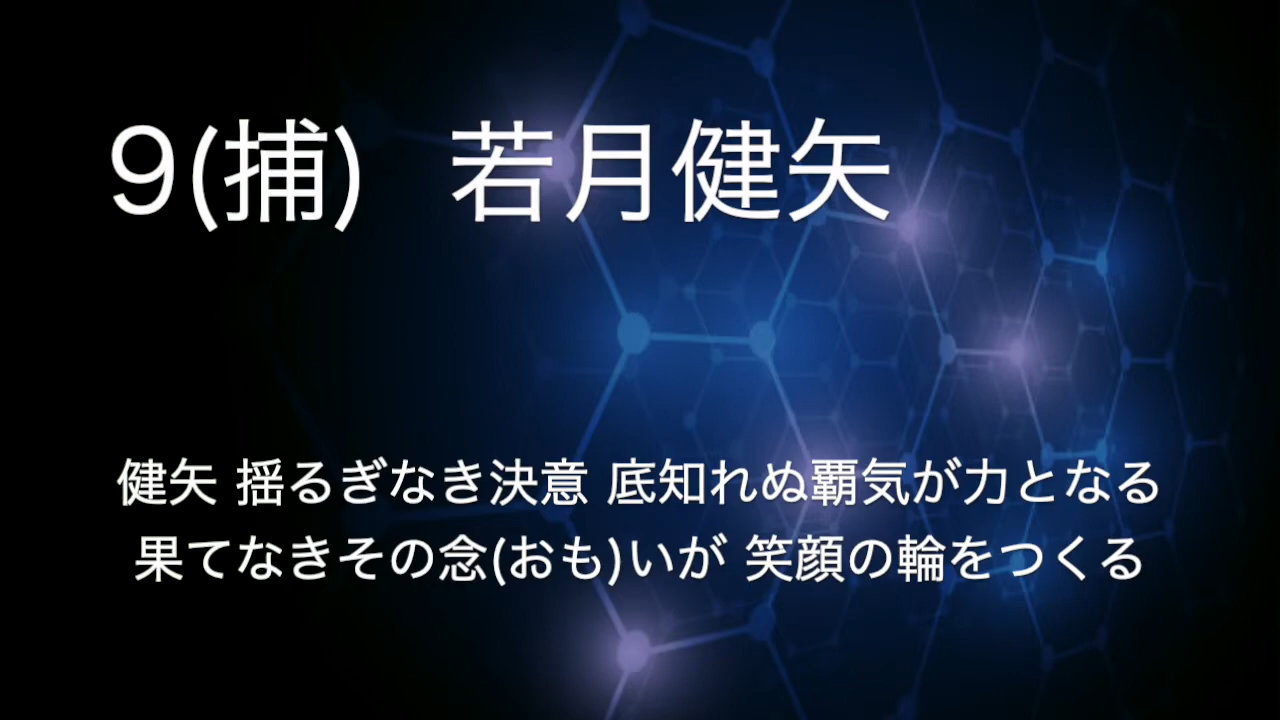 9(捕) 若月健矢
健矢 揺るぎなき決意 底知れぬ覇気が力となる
果てなきその念(おも)いが 笑顔の輪をつくる